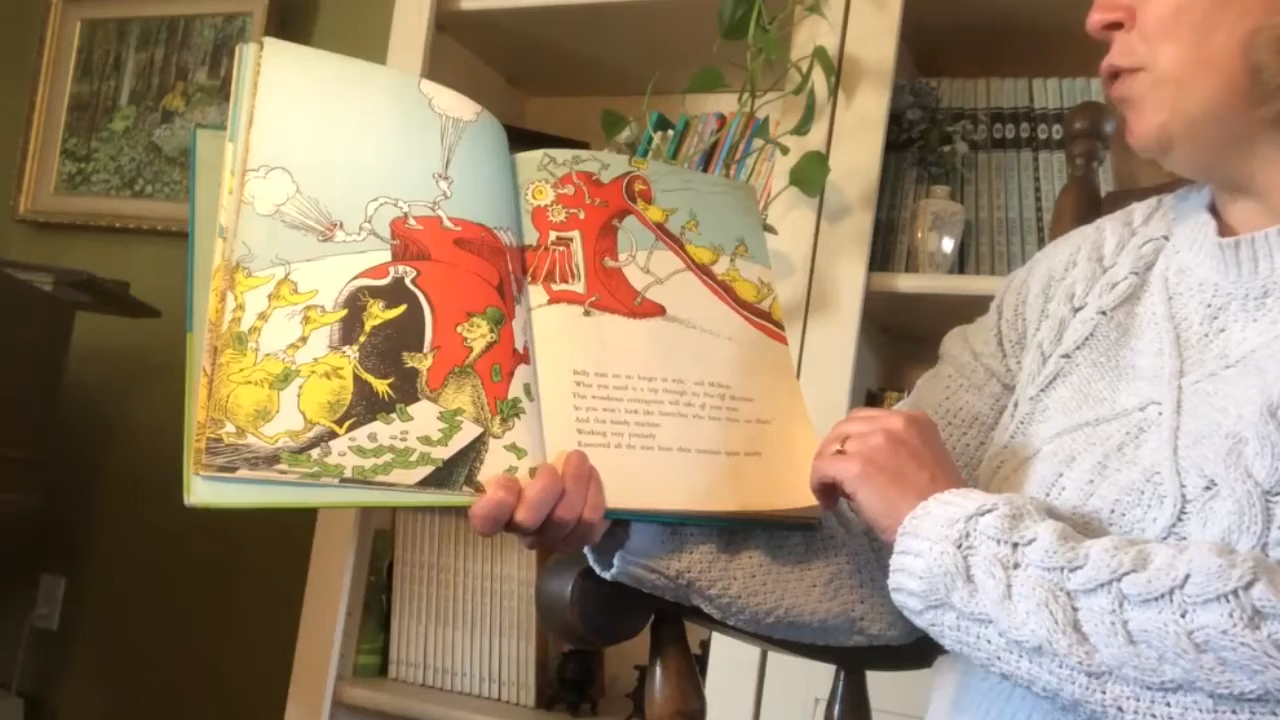 "Belly stars are no longer in style," said McBean.
"What you need is a trip through my Star-Off Machine.
This wondrous contraption will take off your stars
So you won't look like Sneetches who have them on thars."
And that handy machine
Working very precisely
Removed all the stars from their tummies quite nicely.